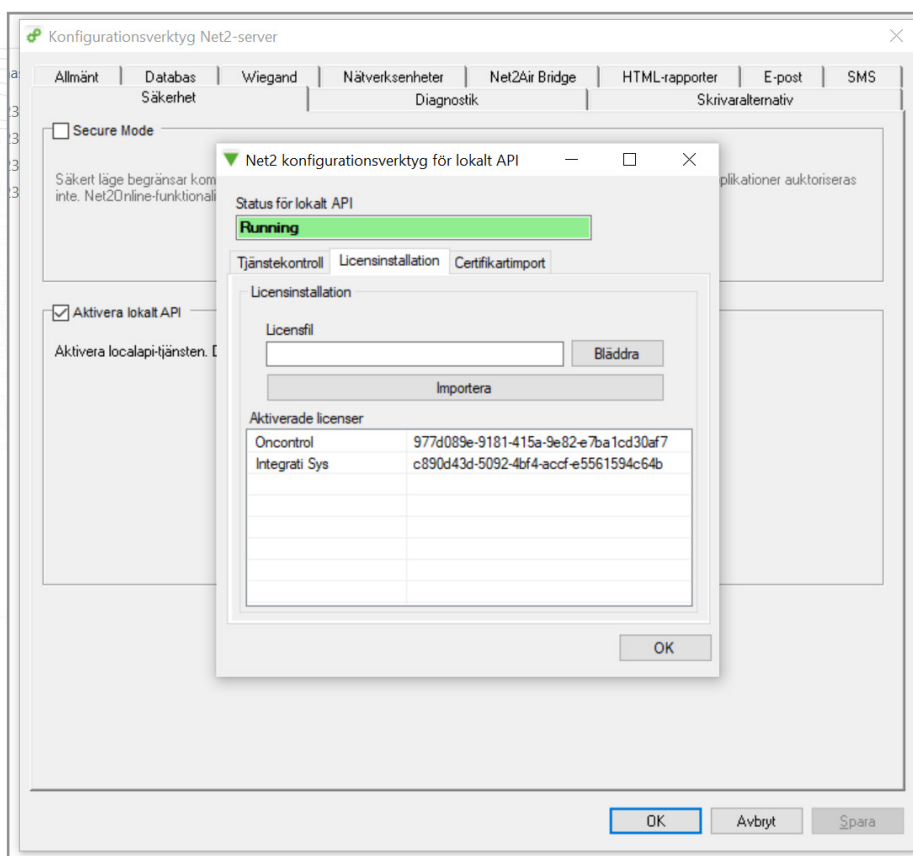 Konfigurationsverktyg Net2-server
Allmänt Databas Wiegand Nätverksenheter Net2Air Bridge HTML-rapporter E-post SMS
Säkerhet Diagnostik Skrivaralternativ
Secure Mode
Säkert läge begränsar kom
plikationer auktoriseras
inte. Net2Online-funktionali
Aktivera lokalt API
Aktivera localapi-tjänsten.
Net2 konfigurationsverktyg för lokalt API
Status för lokalt API
Running
Tjänstekontroll Licensinstallation Certifikartimport
Licensinstallation
Licensfil
Bläddra
Importera
Aktiverade licenser
Oncontrol 977d089e-9181-415a-9e82-e7ba1cd30af7
Integrati Sys c890d43d-5092-4bf4-accf-e5561594c64b
OK
OK Avbryt Spara